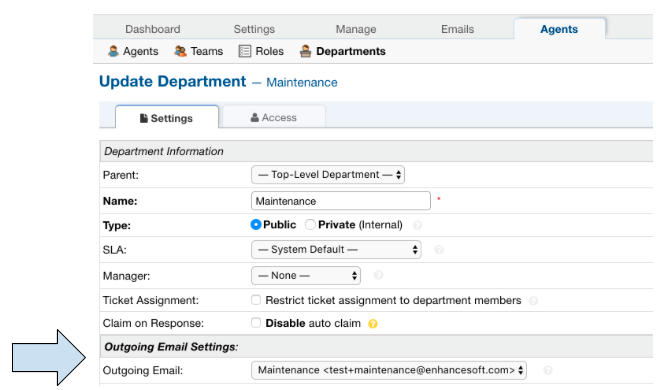 Dashboard Settings Manage Emails Agents
Agents Teams Roles Departments
Update Department — Maintenance
Settings Access
Department Information
Parent: — Top-Level Department —
Name: Maintenance *
Type: Public Private (Internal)
SLA: — System Default —
Manager: — None —
Ticket Assignment: Restrict ticket assignment to department members
Claim on Response: Disable auto claim
Outgoing Email Settings:
Outgoing Email: Maintenance <test+maintenance@enhancesoft.com>